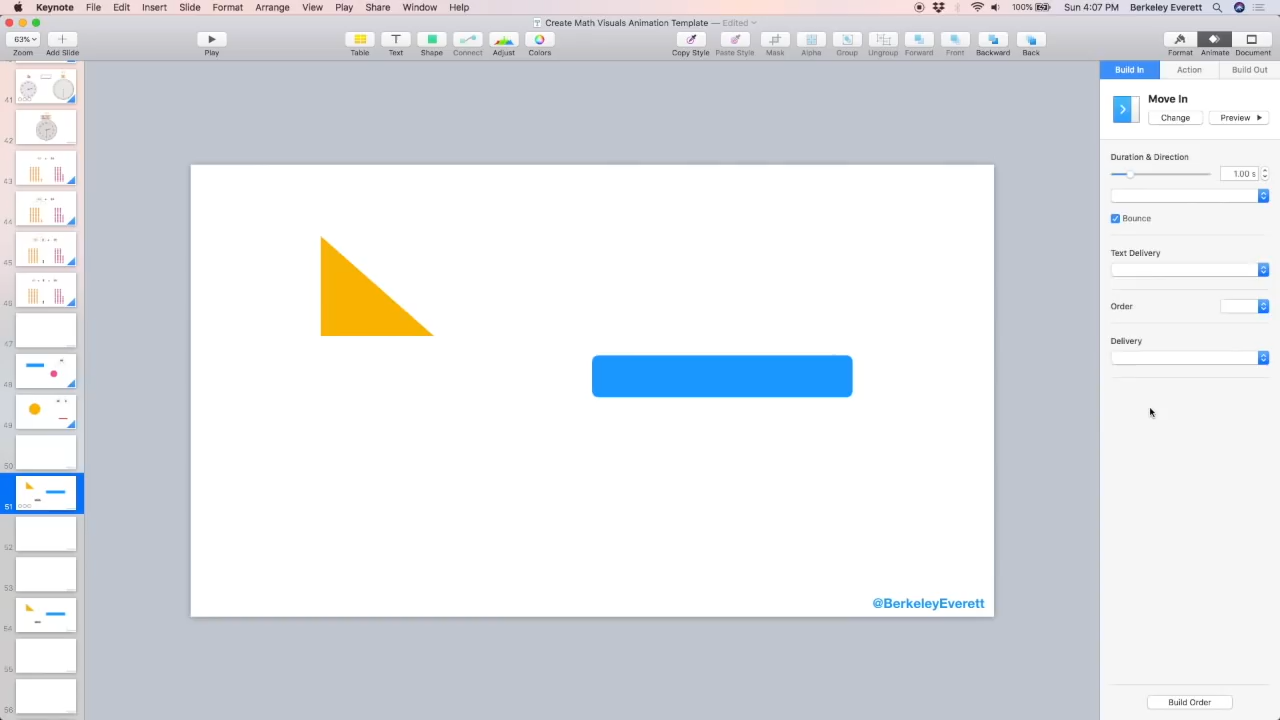 Keynote File Edit Insert Slide Format Arrange View Play Share Window Help 100% Sun 4:07 PM Berkeley Everett
Create Math Visuals Animation Template — Edited
63% Zoom Add Slide Play Table Text Shape Connect Adjust Colors Copy Style Paste Style Mask Alpha Group Ungroup Forward Front Backward Back Format Animate Document
Build In Action Build Out
Move In
Change Preview
Duration & Direction
1.00 s
Bounce
Text Delivery
Order
Delivery
Build Order
41
42
43
44
45
46
47
48
49
50
51
52
53
54
55
56
@BerkeleyEverett